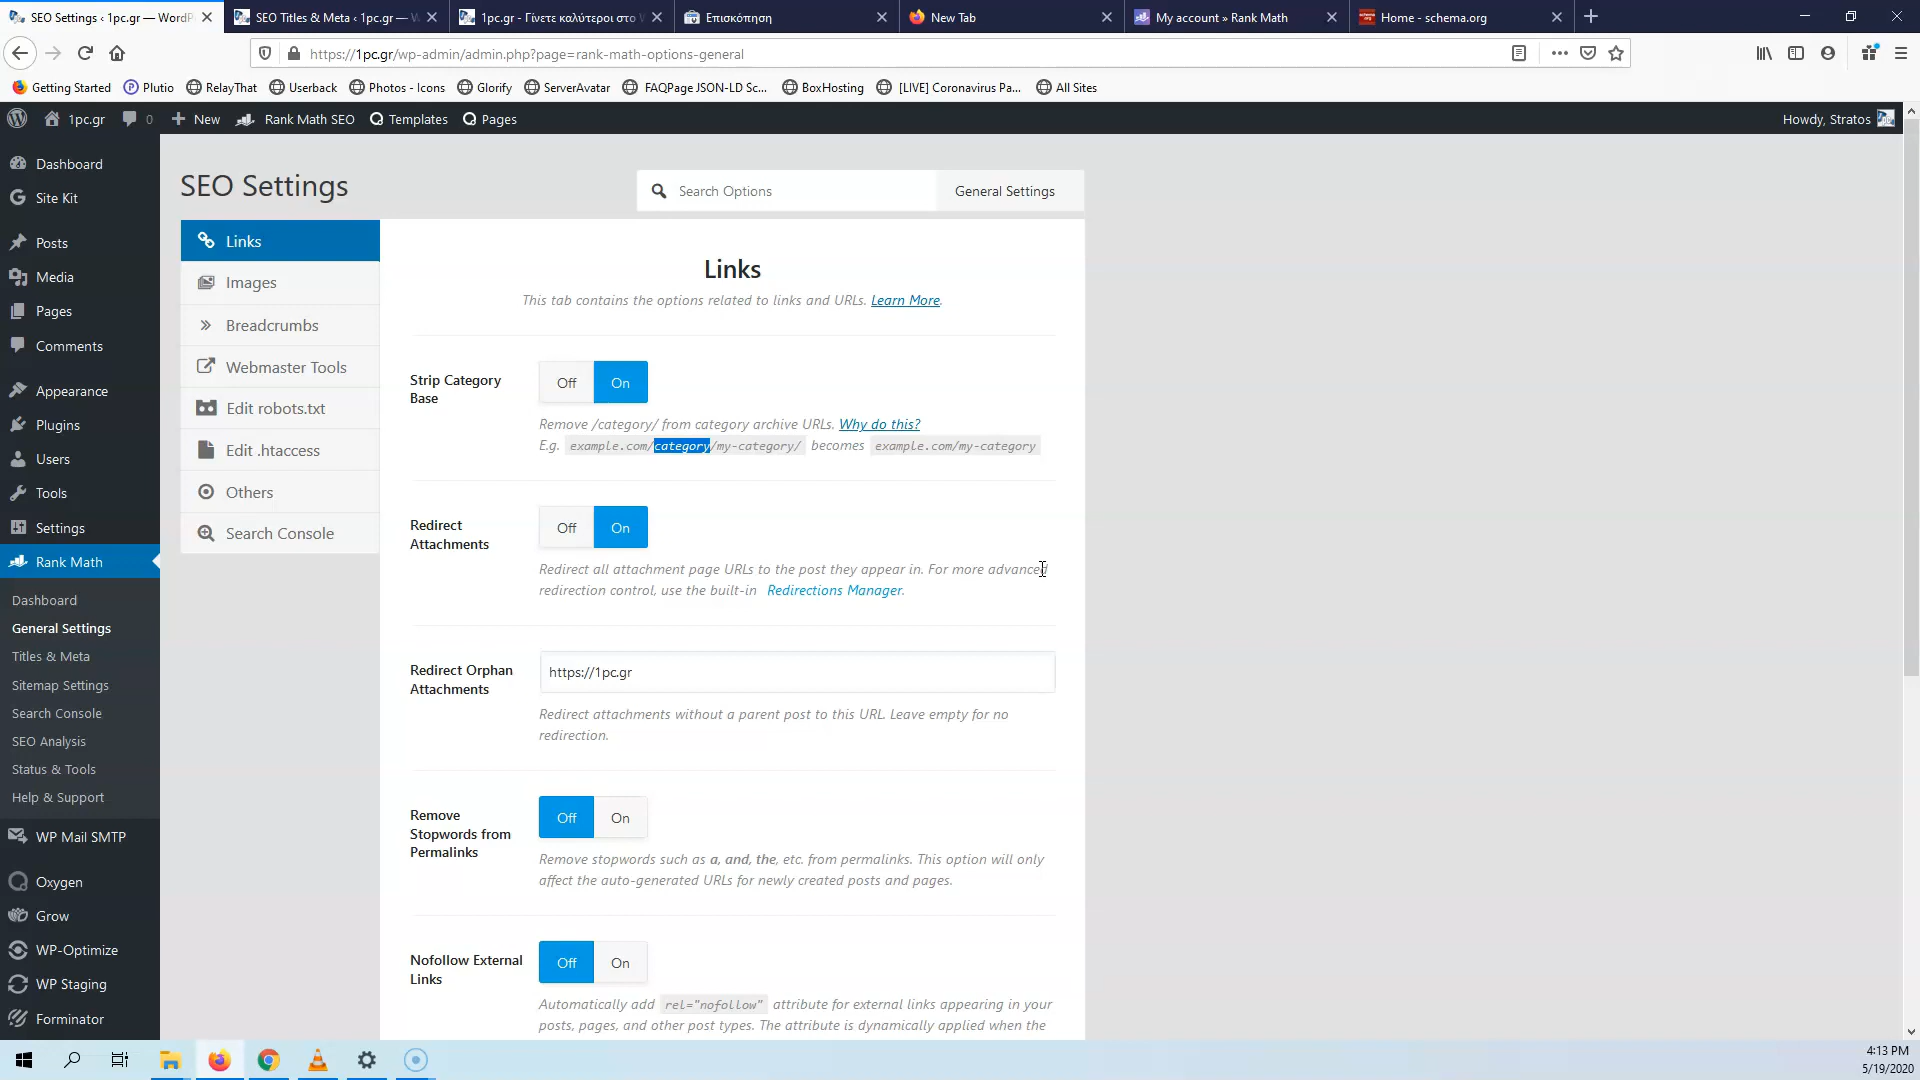 SEO Settings ‹ 1pc.gr — WordP
SEO Titles & Meta ‹ 1pc.gr — W
1pc.gr - Γίνετε καλύτεροι στο W
Επισκόπηση
New Tab
My account » Rank Math
Home - schema.org
https://1pc.gr/wp-admin/admin.php?page=rank-math-options-general
Getting Started
Plutio
RelayThat
Userback
Photos - Icons
Glorify
ServerAvatar
FAQPage JSON-LD Sc...
BoxHosting
[LIVE] Coronavirus Pa...
All Sites
1pc.gr
0
New
Rank Math SEO
Templates
Pages
Howdy, Stratos
Dashboard
Site Kit
Posts
Media
Pages
Comments
Appearance
Plugins
Users
Tools
Settings
Rank Math
Dashboard
General Settings
Titles & Meta
Sitemap Settings
Search Console
SEO Analysis
Status & Tools
Help & Support
WP Mail SMTP
Oxygen
Grow
WP-Optimize
WP Staging
Forminator
SEO Settings
Search Options
General Settings
Links
Images
Breadcrumbs
Webmaster Tools
Edit robots.txt
Edit .htaccess
Others
Search Console
Links
This tab contains the options related to links and URLs. Learn More.
Strip Category
Base
Off On
Remove /category/ from category archive URLs. Why do this?
E.g. example.com/category/my-category/ becomes example.com/my-category
Redirect
Attachments
Off On
Redirect all attachment page URLs to the post they appear in. For more advanced
redirection control, use the built-in Redirections Manager.
Redirect Orphan
Attachments
https://1pc.gr
Redirect attachments without a parent post to this URL. Leave empty for no
redirection.
Remove
Stopwords from
Permalinks
Off On
Remove stopwords such as a, and, the, etc. from permalinks. This option will only
affect the auto-generated URLs for newly created posts and pages.
Nofollow External
Links
Off On
Automatically add rel="nofollow" attribute for external links appearing in your
posts, pages, and other post types. The attribute is dynamically applied when the
4:13 PM
5/19/2020